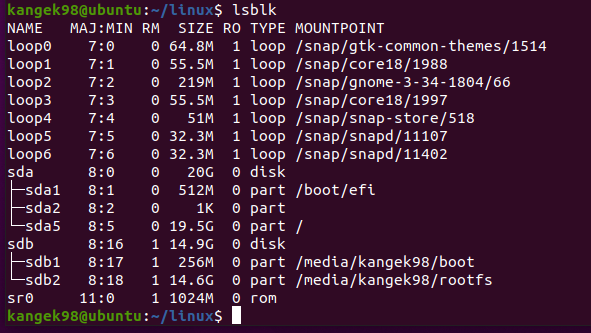 kangek98@ubuntu:~/linux$ lsblk
NAME   MAJ:MIN RM  SIZE RO TYPE MOUNTPOINT
loop0    7:0    0 64.8M  1 loop /snap/gtk-common-themes/1514
loop1    7:1    0 55.5M  1 loop /snap/core18/1988
loop2    7:2    0  219M  1 loop /snap/gnome-3-34-1804/66
loop3    7:3    0 55.5M  1 loop /snap/core18/1997
loop4    7:4    0   51M  1 loop /snap/snap-store/518
loop5    7:5    0 32.3M  1 loop /snap/snapd/11107
loop6    7:6    0 32.3M  1 loop /snap/snapd/11402
sda      8:0    0   20G  0 disk
├─sda1   8:1    0  512M  0 part /boot/efi
├─sda2   8:2    0    1K  0 part
└─sda5   8:5    0 19.5G  0 part /
sdb      8:16   1 14.9G  0 disk
├─sdb1   8:17   1  256M  0 part /media/kangek98/boot
└─sdb2   8:18   1 14.6G  0 part /media/kangek98/rootfs
sr0     11:0    1 1024M  0 rom
kangek98@ubuntu:~/linux$